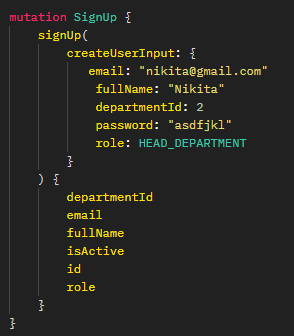 mutation SignUp {
    signUp(
        createUserInput: {
           email: "nikita@gmail.com"
            fullName: "Nikita"
            departmentId: 2
            password: "asdfjkl"
            role: HEAD_DEPARTMENT
        }
    ) {
        departmentId
        email
        fullName
        isActive
        id
        role
    }
}